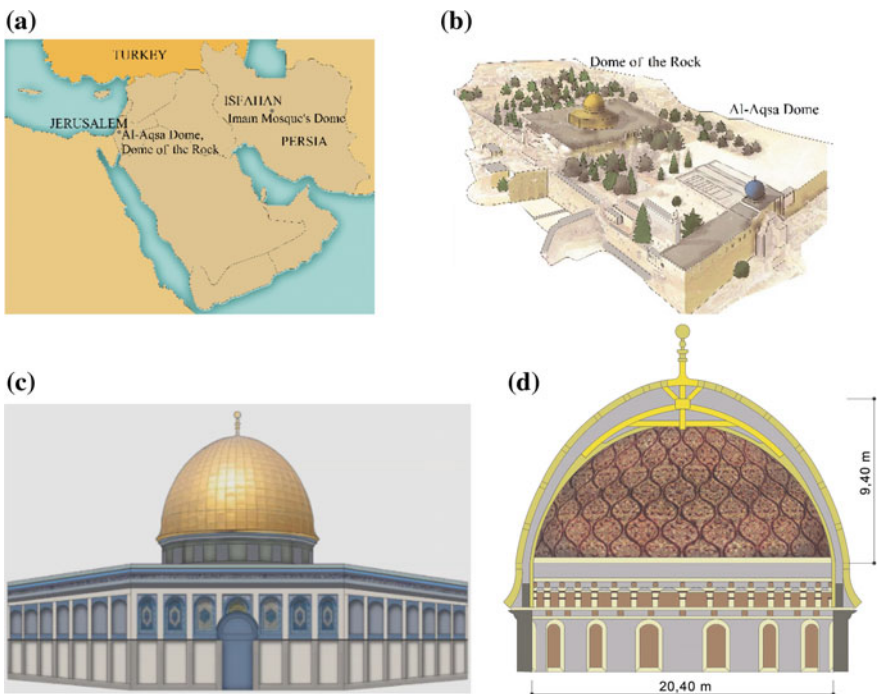 (a)
TURKEY
ISFAHAN
Imam Mosque's Dome
JERUSALEM
Al-Aqsa Dome,
Dome of the Rock
PERSIA
(b)
Dome of the
Rock
Al-Aqsa Dome
(c)
(d)
9,40 m
20,40 m